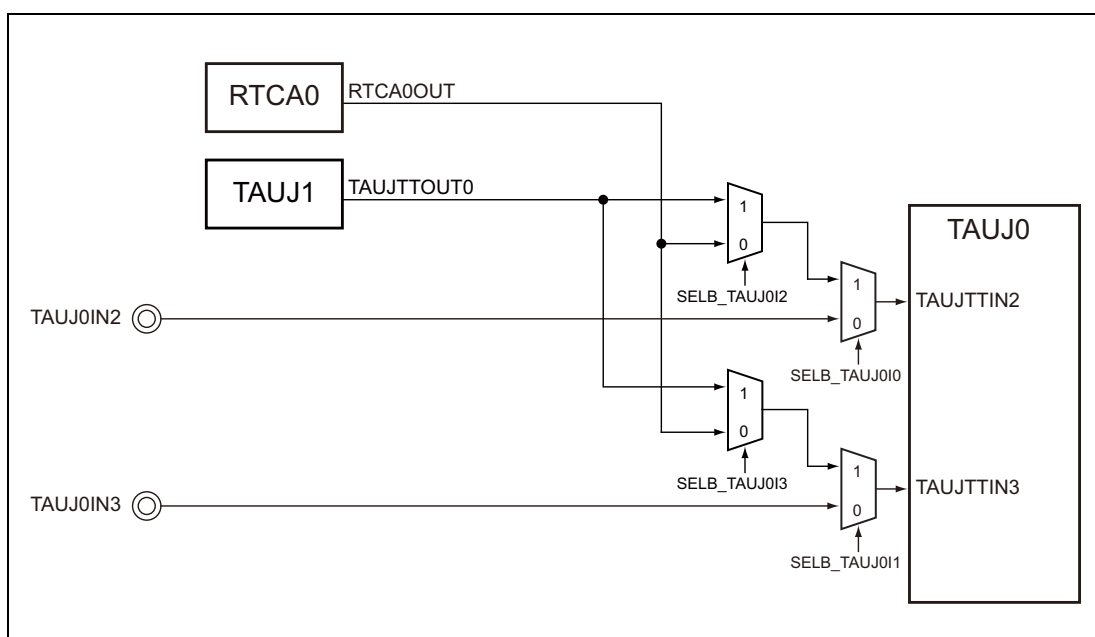 RTCA0
RTCA0OUT
TAUJ1
TAUJTTOUT0
1
0
SELB_TAUJ0I2
TAUJ0
1
0
TAUJTTIN2
SELB_TAUJ0I0
TAUJ0IN2
1
0
SELB_TAUJ0I3
1
0
TAUJTTIN3
SELB_TAUJ0I1
TAUJ0IN3